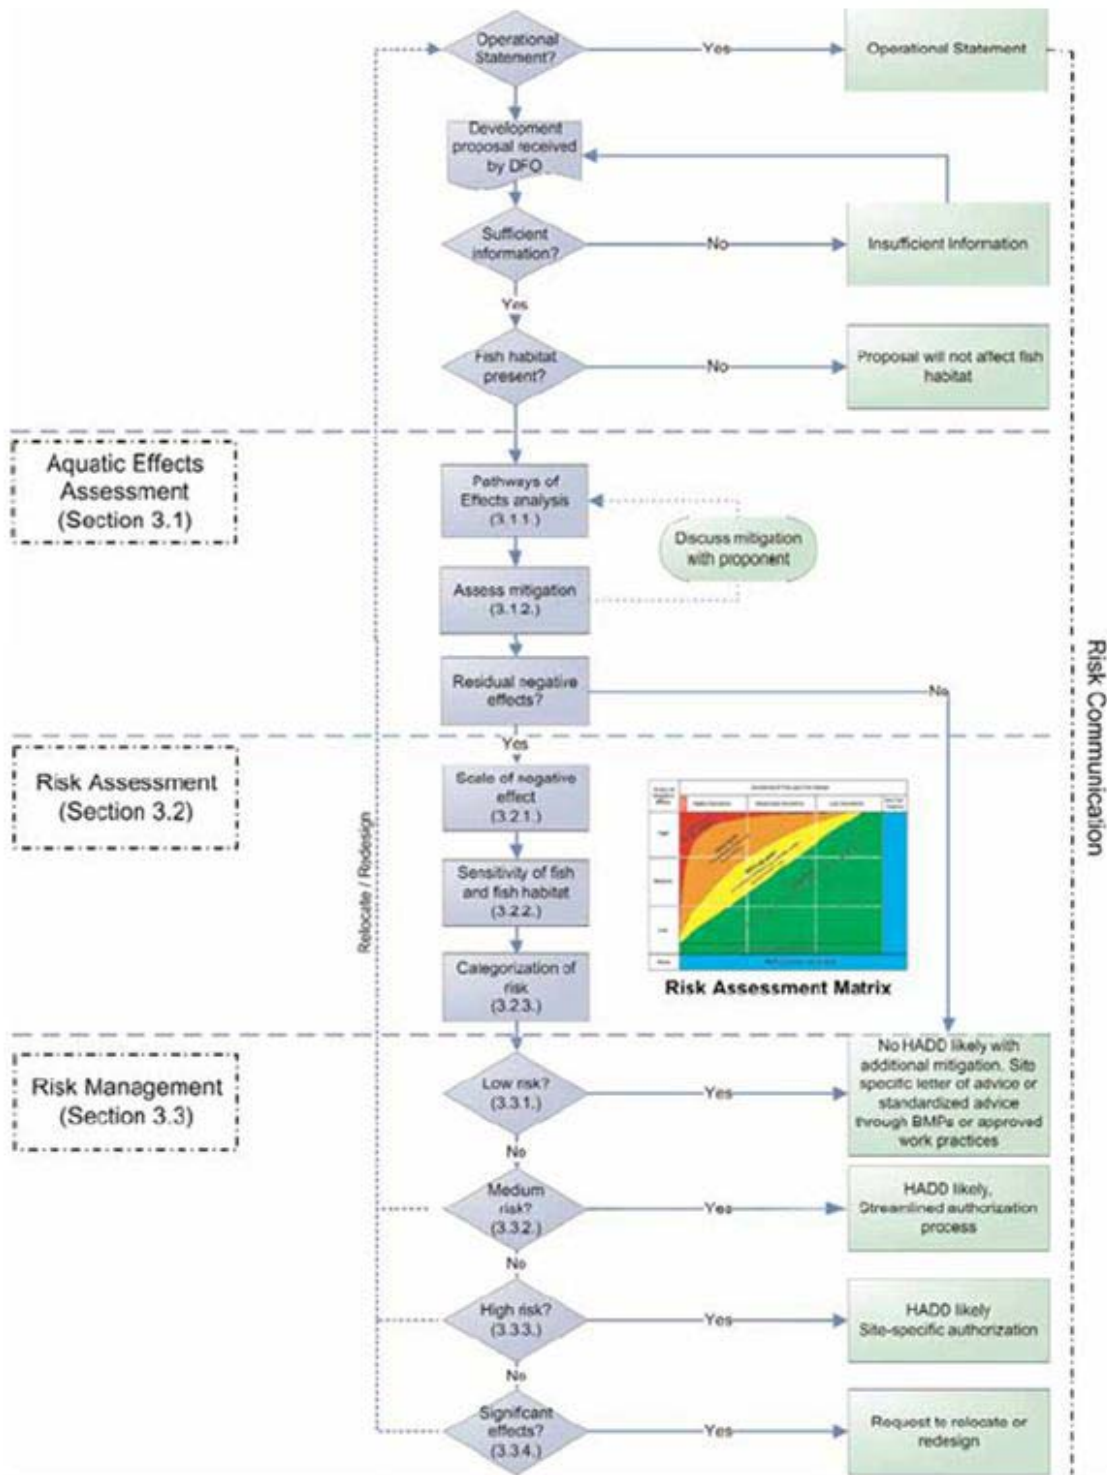 Operational
Statement?
Yes
Operational Statement
Development
proposal received
by DFO
Sufficient
information?
No
Insufficient Information
Yes
Fish habitat
present?
No
Proposal will not affect fish
habitat
Aquatic Effects
Assessment
(Section 3.1)
Pathways of
Effects analysis
(3.1.1.)
Discuss mitigation
with proponent
Assess mitigation
(3.1.2.)
Residual negative
effects?
No
Yes
Risk Communication
Risk Assessment
(Section 3.2)
Scale of negative
effect
(3.2.1.)
Sensitivity of fish
and fish habitat
(3.2.2.)
Categorization of
risk
(3.2.3.)
Risk Assessment Matrix
Relocate / Redesign
Risk Management
(Section 3.3)
Low risk?
(3.3.1.)
Yes
No HADD likely with
additional mitigation. Site
specific letter of advice or
standardized advice
through BMPs or approved
work practices
No
Medium
risk?
(3.3.2.)
Yes
HADD likely,
Streamlined authorization
process
No
High risk?
(3.3.3.)
Yes
HADD likely
Site-specific authorization
No
Significant
effects?
(3.3.4.)
Yes
Request to relocate or
redesign